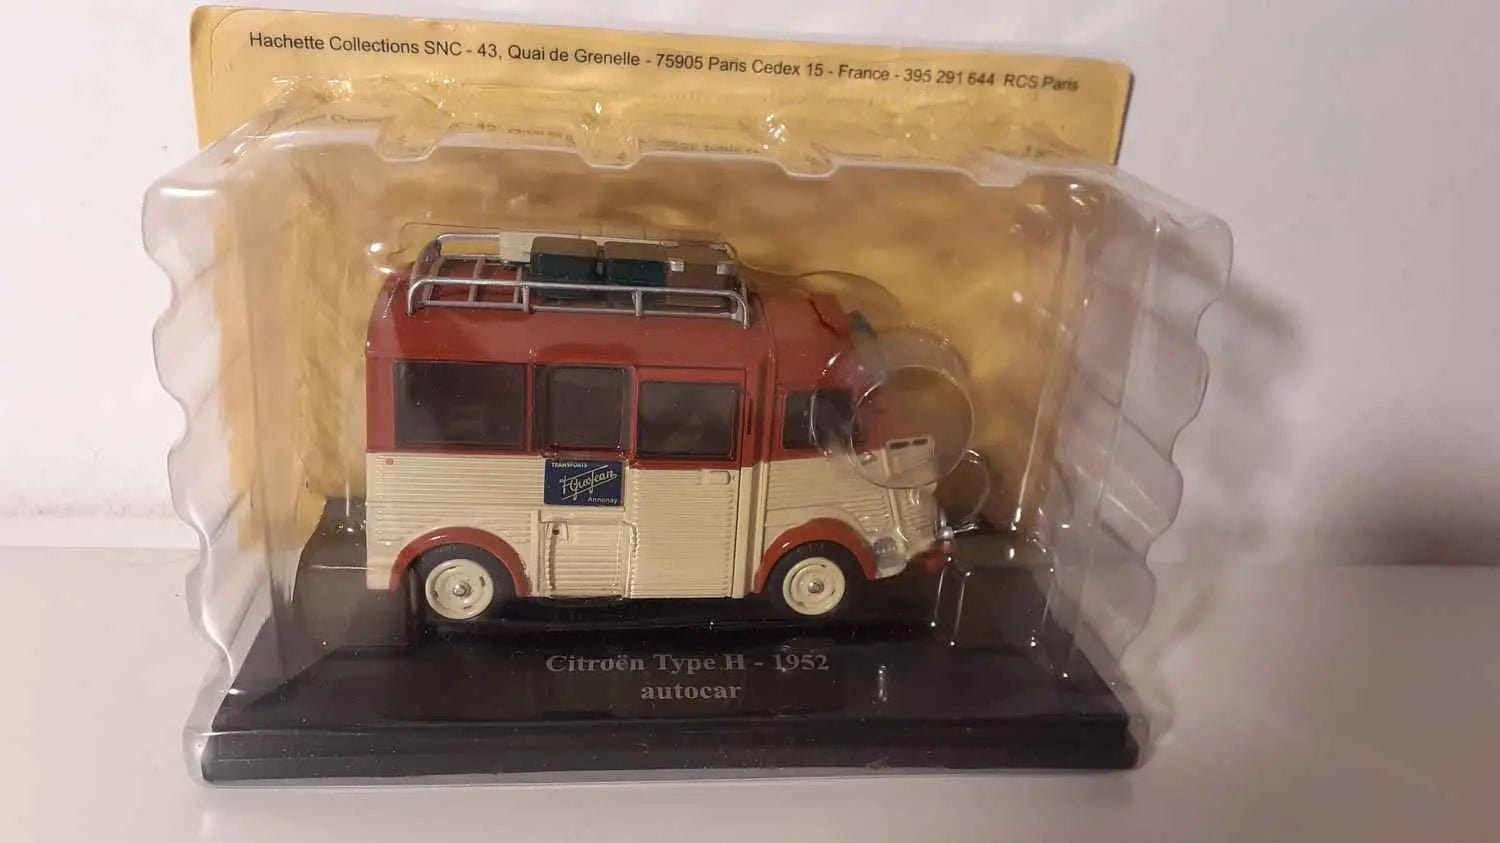 Hachette Collections SNC - 43, Quai de Grenelle - 75905 Paris Cedex 15 - France - 395 291 644 RCS Paris
TRANSPORTS
Annonay
Citroën Type H - 1952
autocar